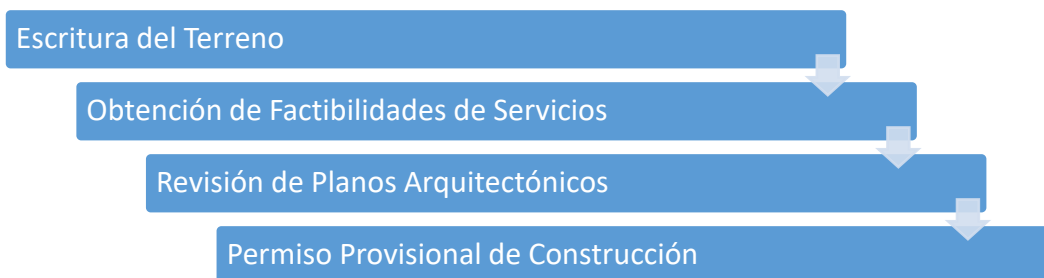 Escritura del Terreno
Obtención de Factibilidades de Servicios
Revisión de Planos Arquitectónicos
Permiso Provisional de Construcción